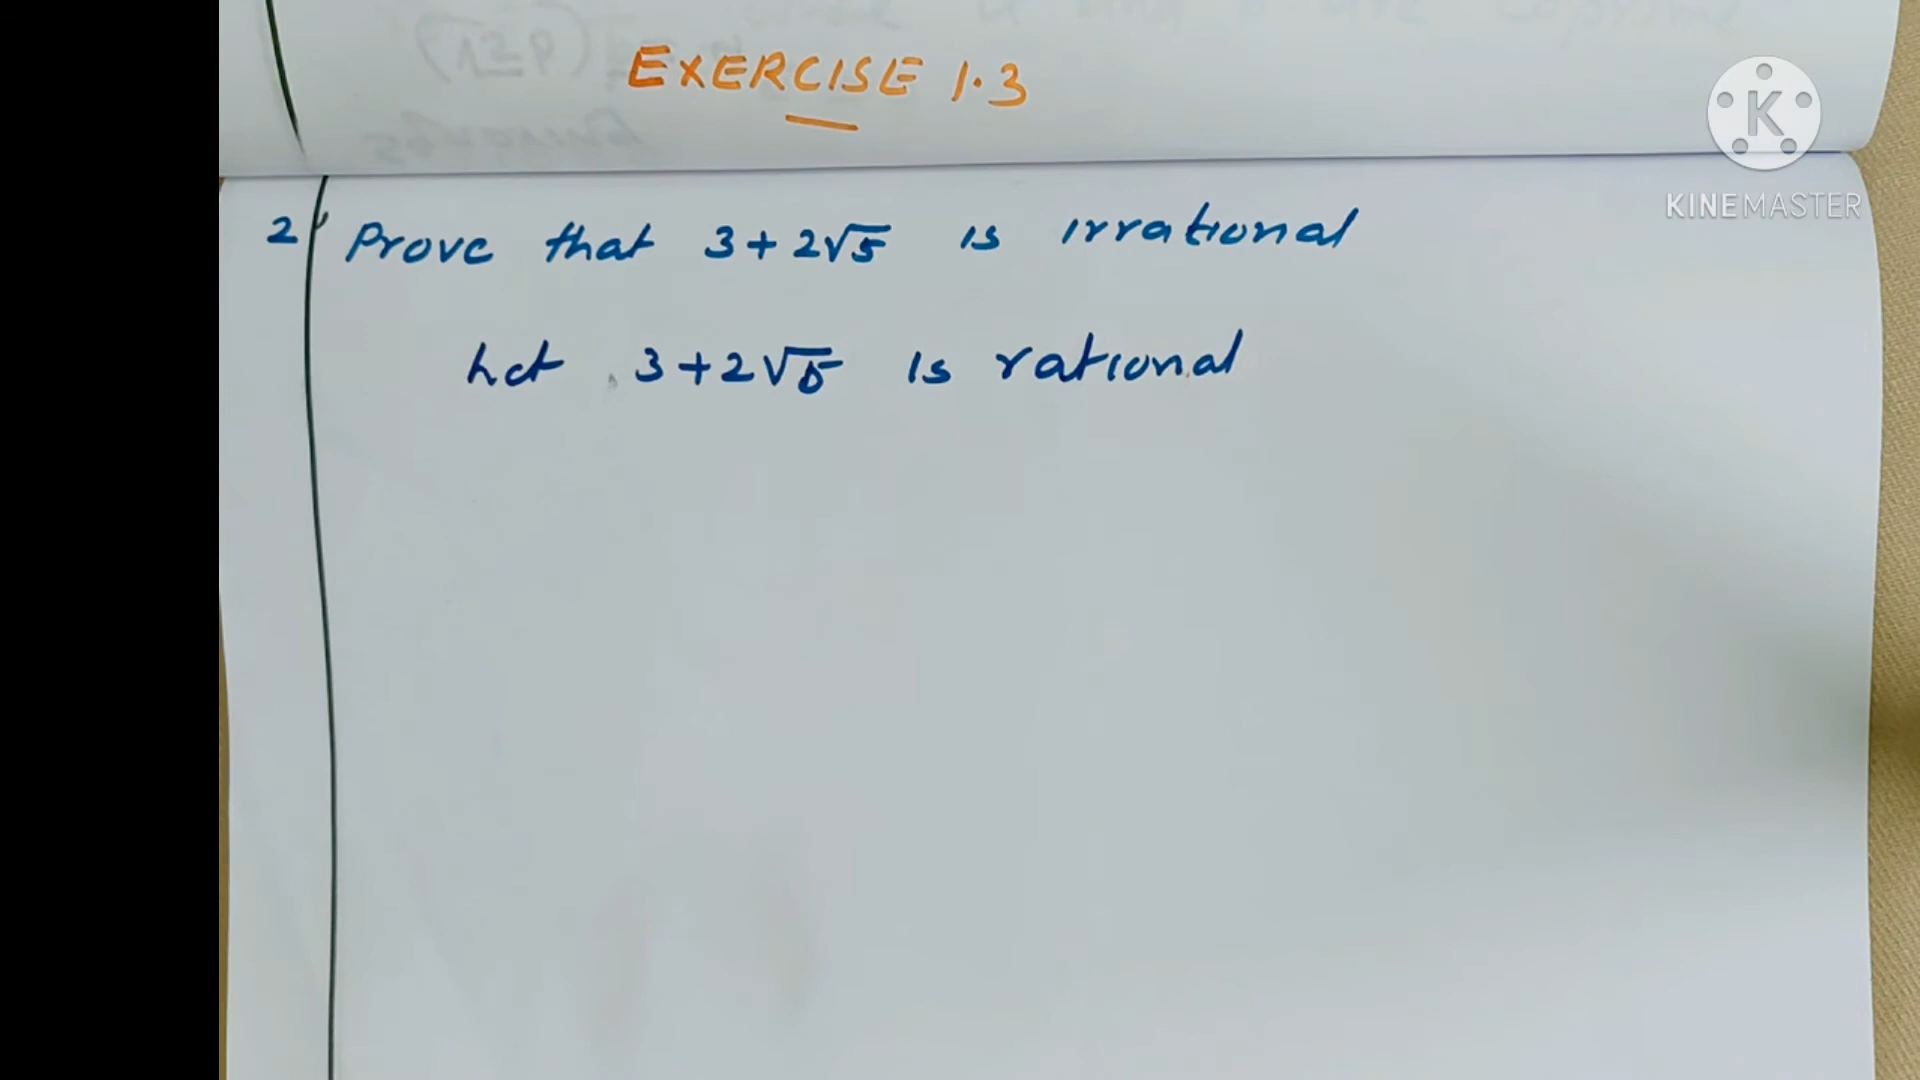 EXERCISE 1.3
KINEMASTER
2 Prove that 3+2√5 is irrational
Let 3+2√5 is rational